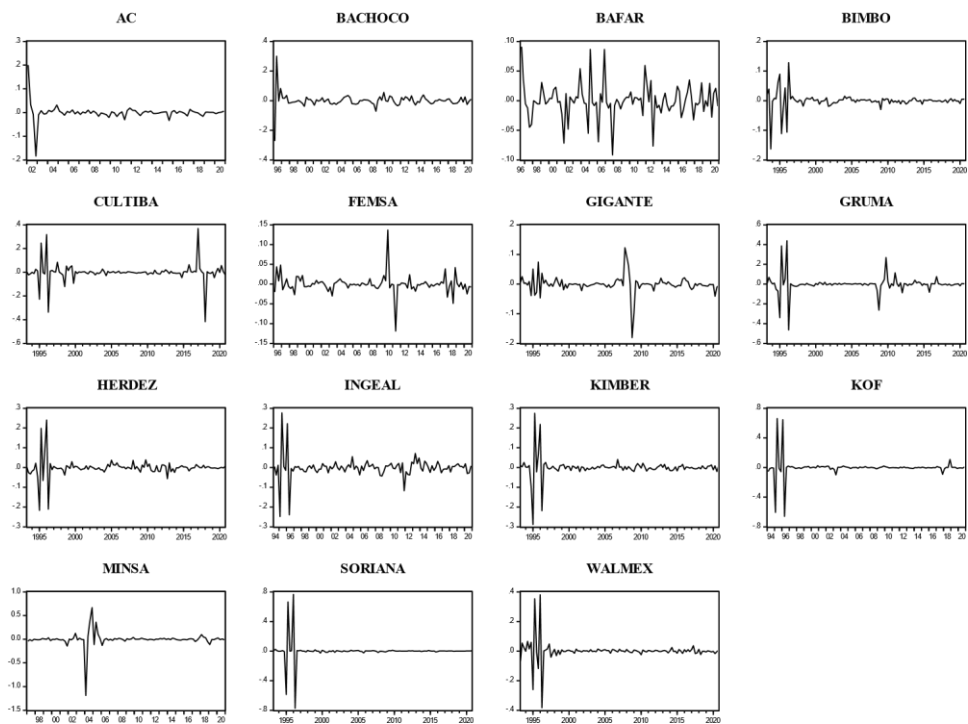 AC
.3
.2
.1
.0
-.1
-.2
02 04 06 08 10 12 14 16 18 20
BACHOCO
.4
.2
.0
-.2
-.4
96 98 00 02 04 06 08 10 12 14 16 18 20
BAFAR
.10
.05
.00
-.05
-.10
96 98 00 02 04 06 08 10 12 14 16 18 20
BIMBO
.2
.1
.0
-.1
-.2
1995 2000 2005 2010 2015 2020
CULTIBA
.4
.2
.0
-.2
-.4
-.6
1995 2000 2005 2010 2015 2020
FEMSA
.15
.10
.05
.00
-.05
-.10
-.15
94 96 98 00 02 04 06 08 10 12 14 16 18 20
GIGANTE
.2
.1
.0
-.1
-.2
1995 2000 2005 2010 2015 2020
GRUMA
.6
.4
.2
.0
-.2
-.4
-.6
1995 2000 2005 2010 2015 2020
HERDEZ
.3
.2
.1
.0
-.1
-.2
-.3
1995 2000 2005 2010 2015 2020
INGEAL
.3
.2
.1
.0
-.1
-.2
-.3
94 96 98 00 02 04 06 08 10 12 14 16 18 20
KIMBER
.3
.2
.1
.0
-.1
-.2
-.3
1995 2000 2005 2010 2015 2020
KOF
.8
.4
.0
-.4
-.8
94 96 98 00 02 04 06 08 10 12 14 16 18 20
MINSA
1.0
0.5
0.0
-0.5
-1.0
-1.5
98 00 02 04 06 08 10 12 14 16 18 20
SORIANA
.8
.4
.0
-.4
-.8
1995 2000 2005 2010 2015 2020
WALMEX
.4
.2
.0
-.2
-.4
1995 2000 2005 2010 2015 2020